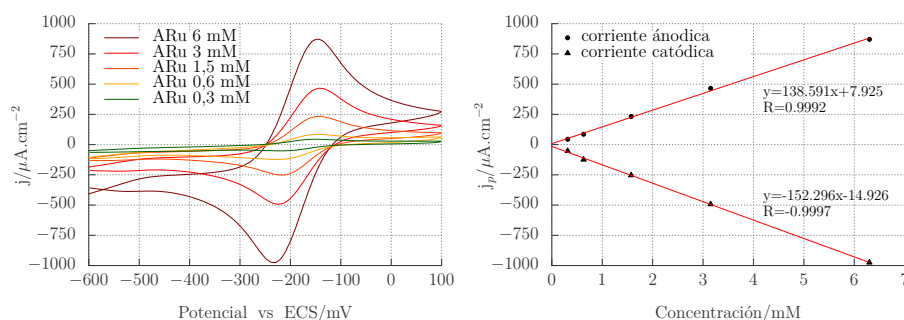 1000
750
500
250
0
−250
−500
−750
−1000
j/μA.cm⁻²
ARu 6 mM
ARu 3 mM
ARu 1,5 mM
ARu 0,6 mM
ARu 0,3 mM
−600 −500 −400 −300 −200 −100 0 100
Potencial vs ECS/mV
1000
750
500
250
0
−250
−500
−750
−1000
jₚ/μA.cm⁻²
corriente ánodica
corriente catódica
y=138.591x+7.925
R=0.9992
y=-152.296x-14.926
R=-0.9997
0 1 2 3 4 5 6 7
Concentración/mM